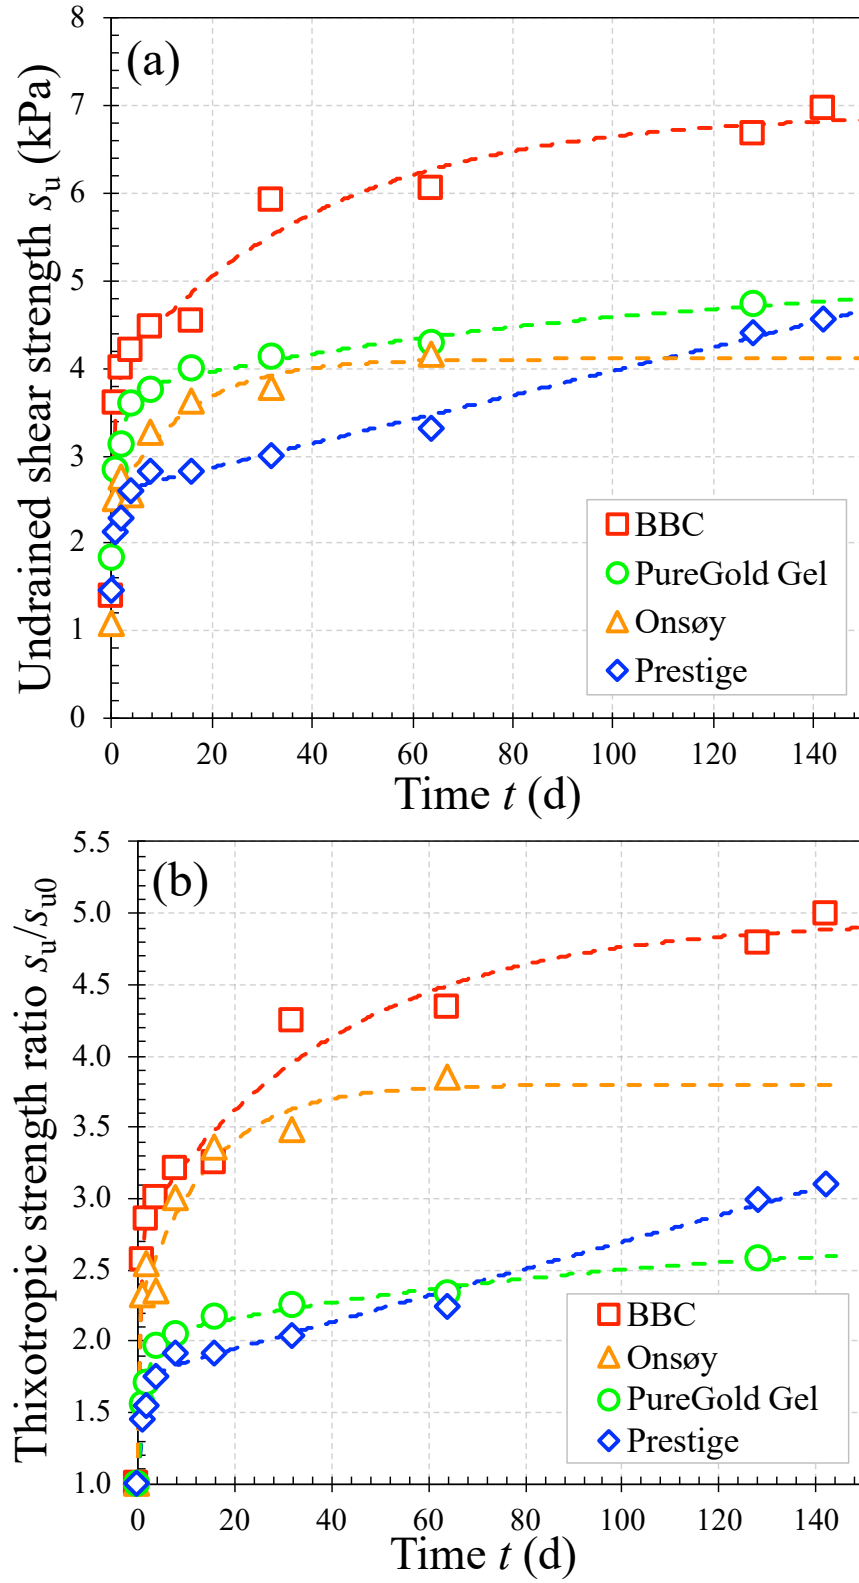 (a)
Undrained shear strength su (kPa)
8
7
6
5
4
3
2
1
0
BBC
PureGold Gel
Onsøy
Prestige
0 20 40 60 80 100 120 140
Time t (d)
(b)
Thixotropic strength ratio su/su0
5.5
5.0
4.5
4.0
3.5
3.0
2.5
2.0
1.5
1.0
BBC
Onsøy
PureGold Gel
Prestige
0 20 40 60 80 100 120 140
Time t (d)